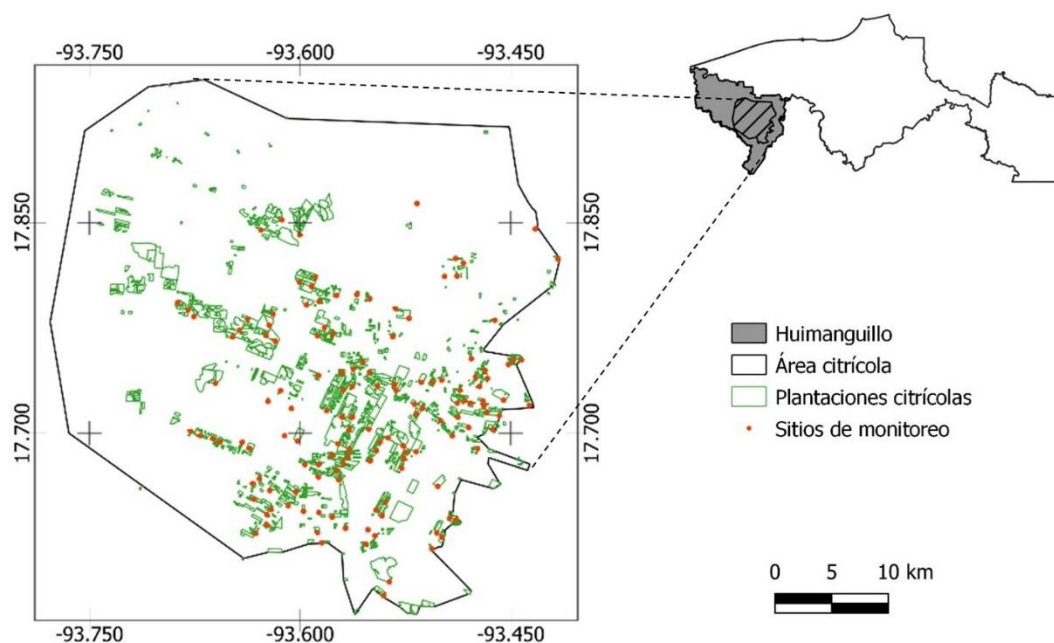 -93.750 -93.600 -93.450
17.850 17.850
17.700 17.700
-93.750 -93.600 -93.450
Huimanguillo
Área citrícola
Plantaciones citrícolas
Sitios de monitoreo
0 5 10 km